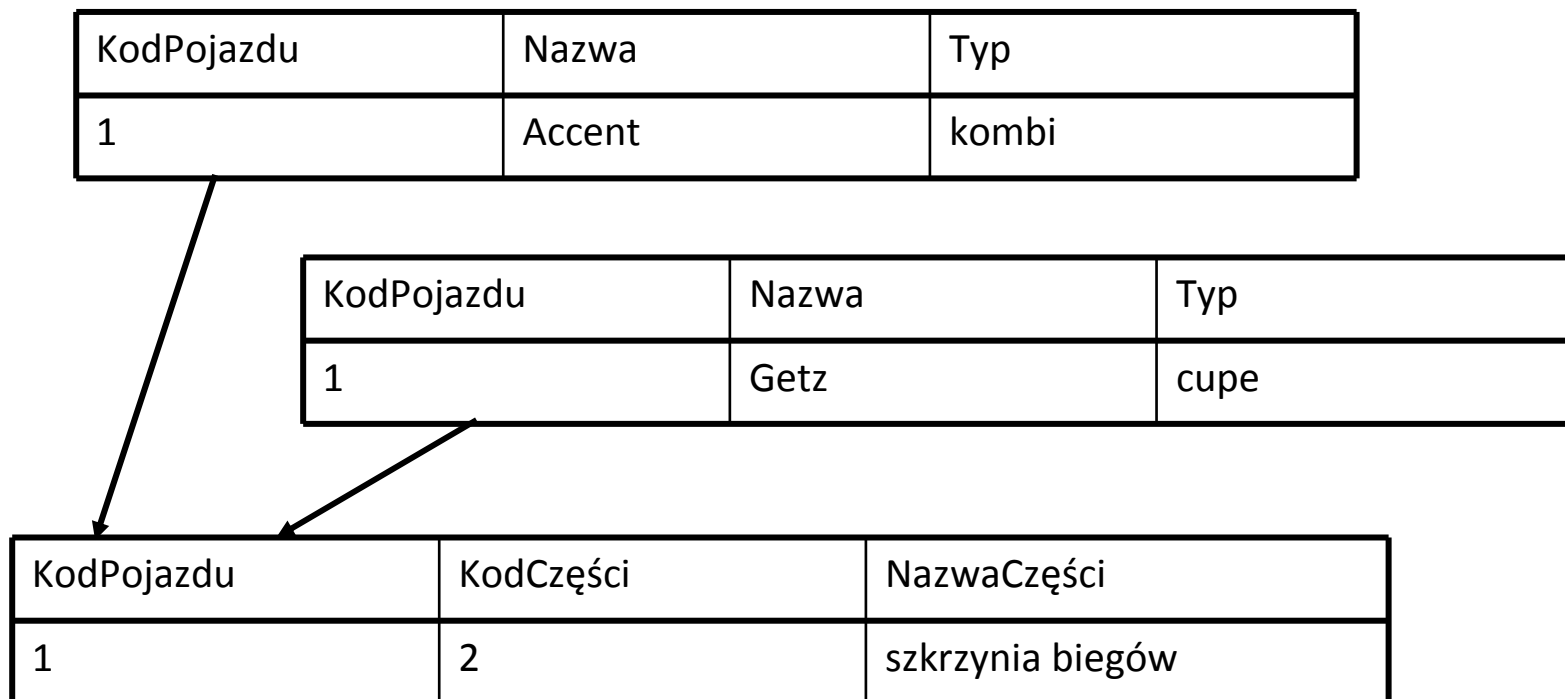 KodPojazdu Nazwa Typ
1 Accent kombi
KodPojazdu Nazwa Typ
1 Getz cupe
KodPojazdu KodCzęści NazwaCzęści
1 2 szkrzynia biegów